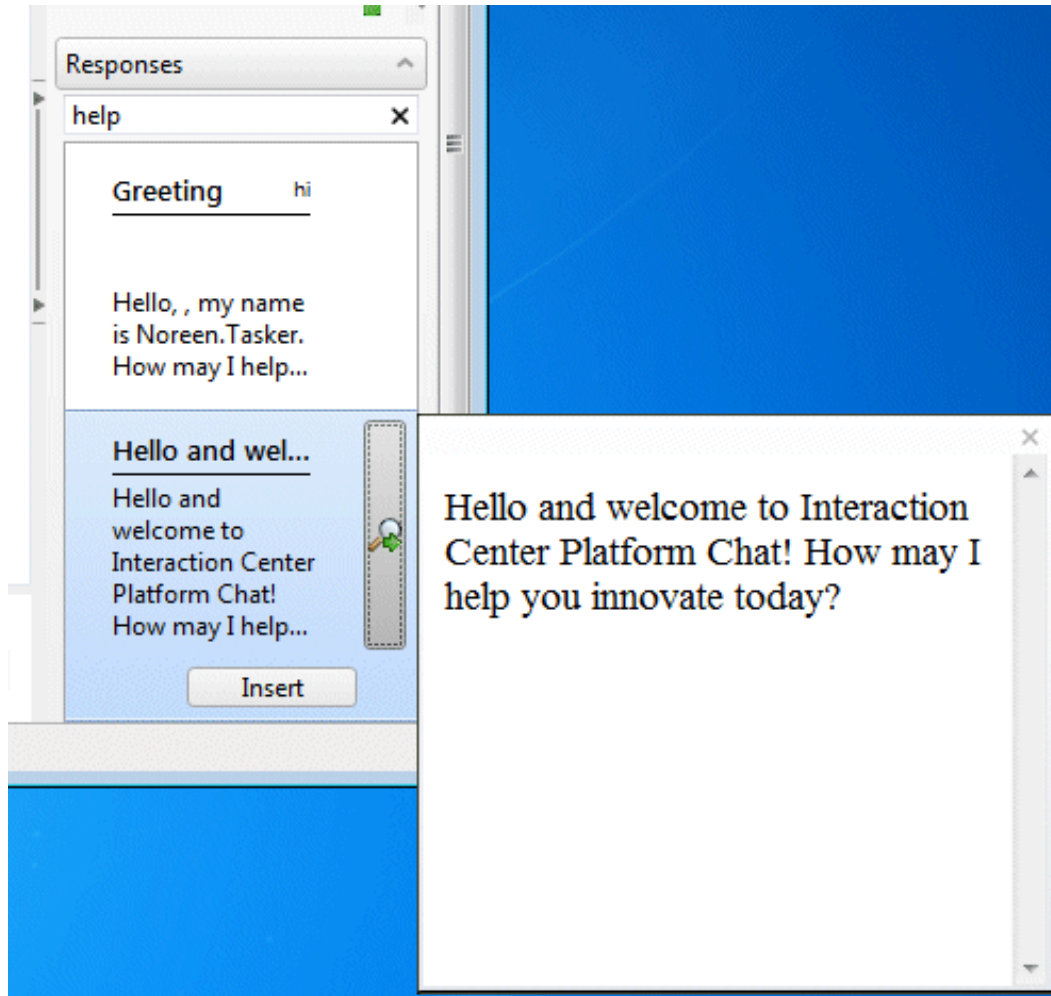 Responses
help
Greeting hi
Hello, , my name
is Noreen.Tasker.
How may I help...
Hello and wel...
Hello and
welcome to
Interaction Center
Platform Chat!
How may I help...
Insert
Hello and welcome to Interaction
Center Platform Chat! How may I
help you innovate today?